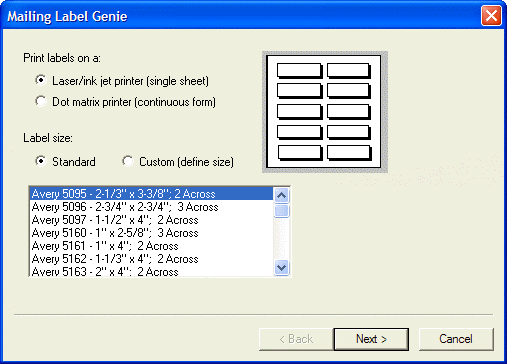 Mailing Label Genie
Print labels on a:
Laser/ink jet printer (single sheet)
Dot matrix printer (continuous form)
Label size:
Standard
Custom (define size)
Avery 5095 - 2-1/3" x 3-3/8"; 2 Across
Avery 5096 - 2-3/4" x 2-3/4"; 3 Across
Avery 5097 - 1-1/2" x 4"; 2 Across
Avery 5160 - 1" x 2-5/8"; 3 Across
Avery 5161 - 1" x 4"; 2 Across
Avery 5162 - 1-1/3" x 4"; 2 Across
Avery 5163 - 2" x 4"; 2 Across
< Back
Next >
Cancel